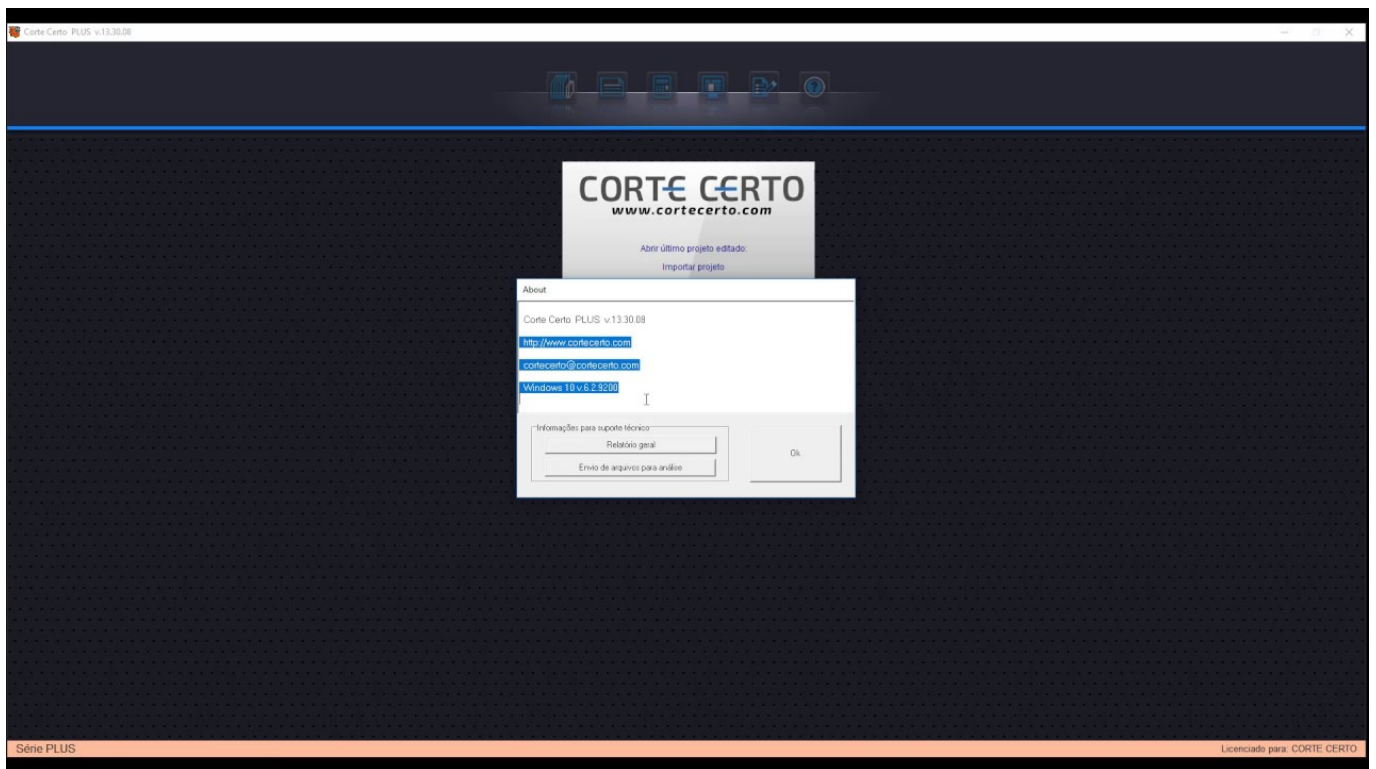 Corte Certo PLUS v.13.30.08
CORTE CERTO
www.cortecerto.com
Abrir último projeto editado:
Importar projeto
About
Corte Certo PLUS v.13.30.08
http://www.cortecerto.com
cortecerto@cortecerto.com
Windows 10 v.6.2.9200
Informações para suporte técnico
Relatório geral
Envio de arquivos para análise
Ok
Série PLUS
Licenciado para: CORTE CERTO